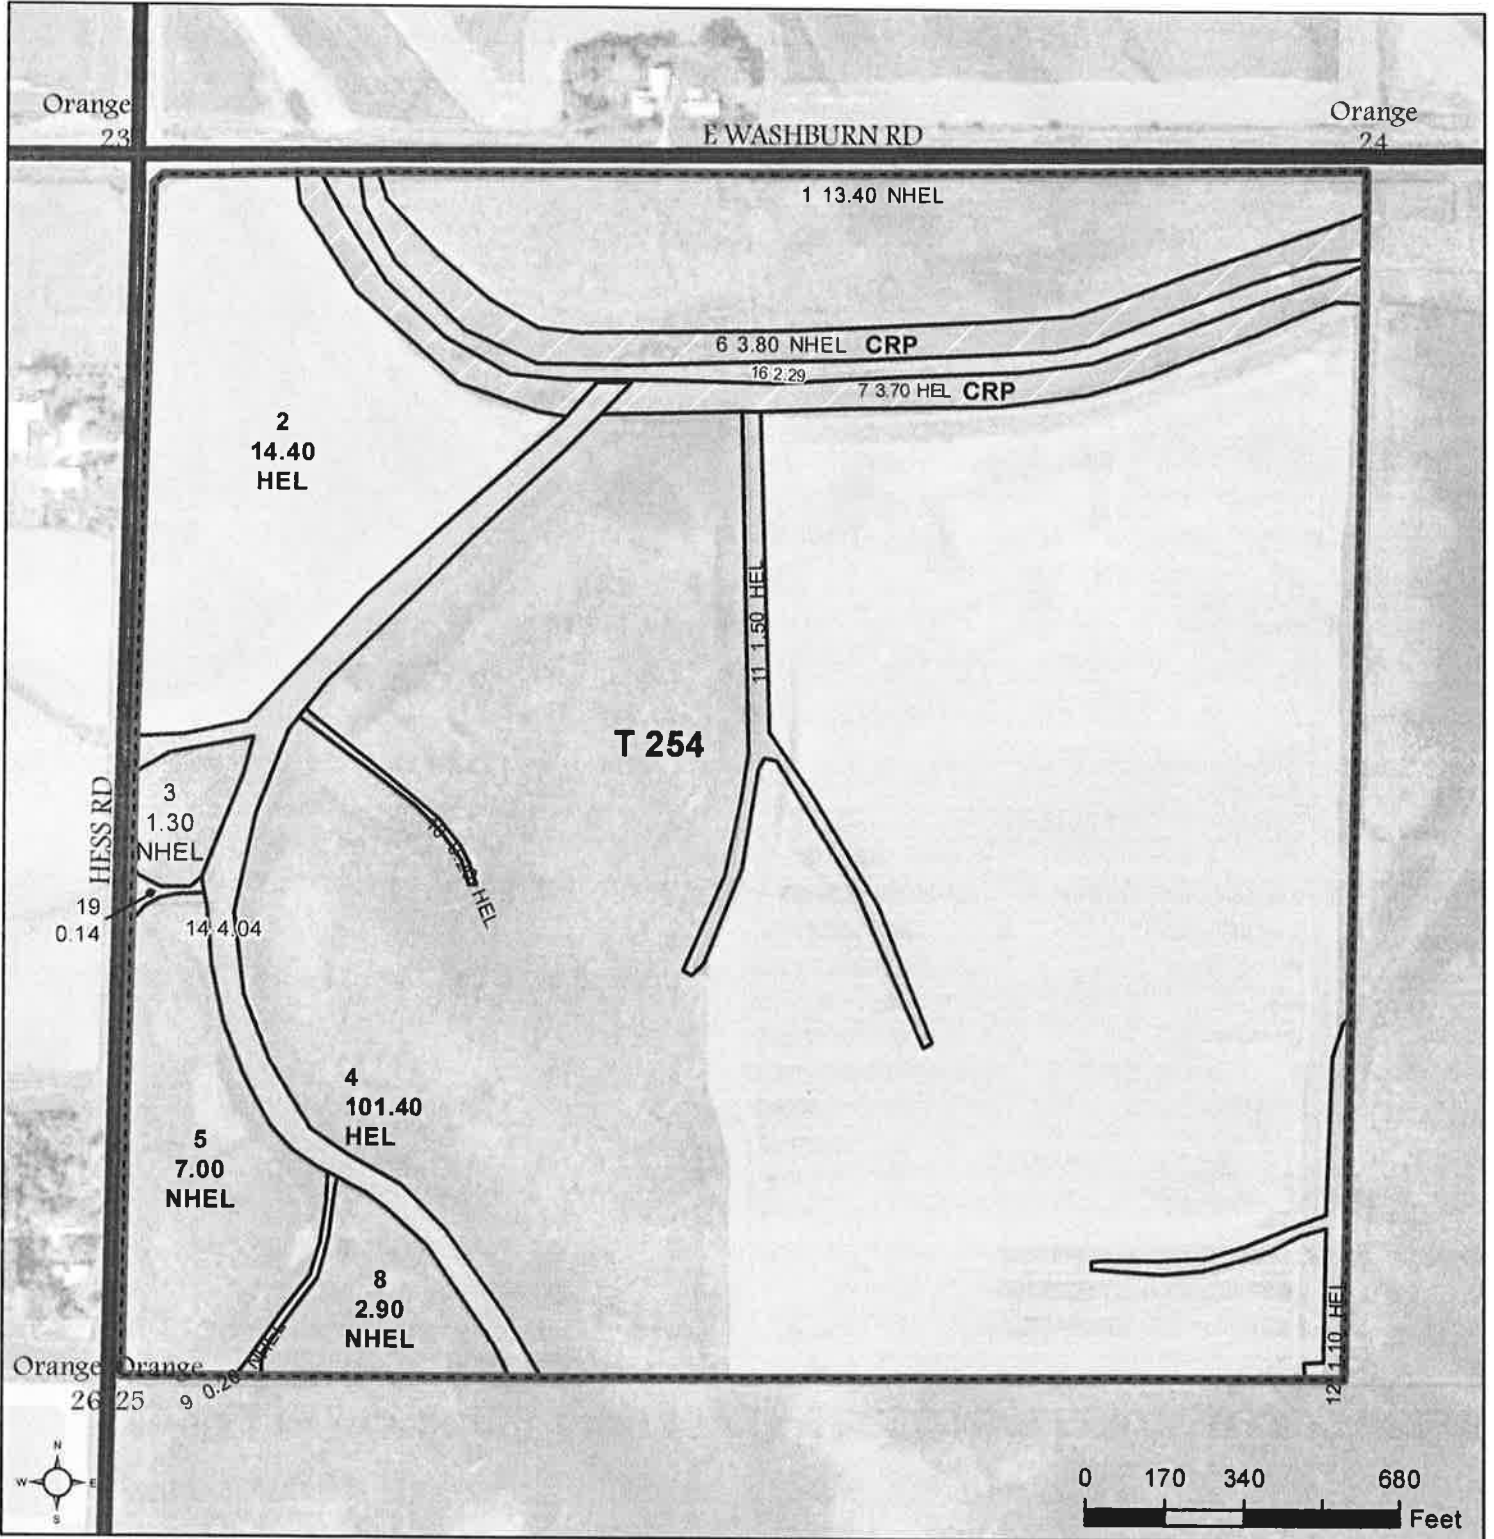 Orange
23
E WASHBURN RD
Orange
24
1 13.40 NHEL
6 3.80 NHEL CRP
16 2.29
7 3.70 HEL CRP
2
14.40
HEL
11 1.50 HEL
T 254
HESS RD
3
1.30
NHEL
10 0.20 HEL
19
0.14
14 4.04
4
101.40
HEL
5
7.00
NHEL
8
2.90
NHEL
9 0.20 NHEL
12 1.10 HEL
Orange
26
Orange
25
N
W
E
S
0 170 340 680
Feet